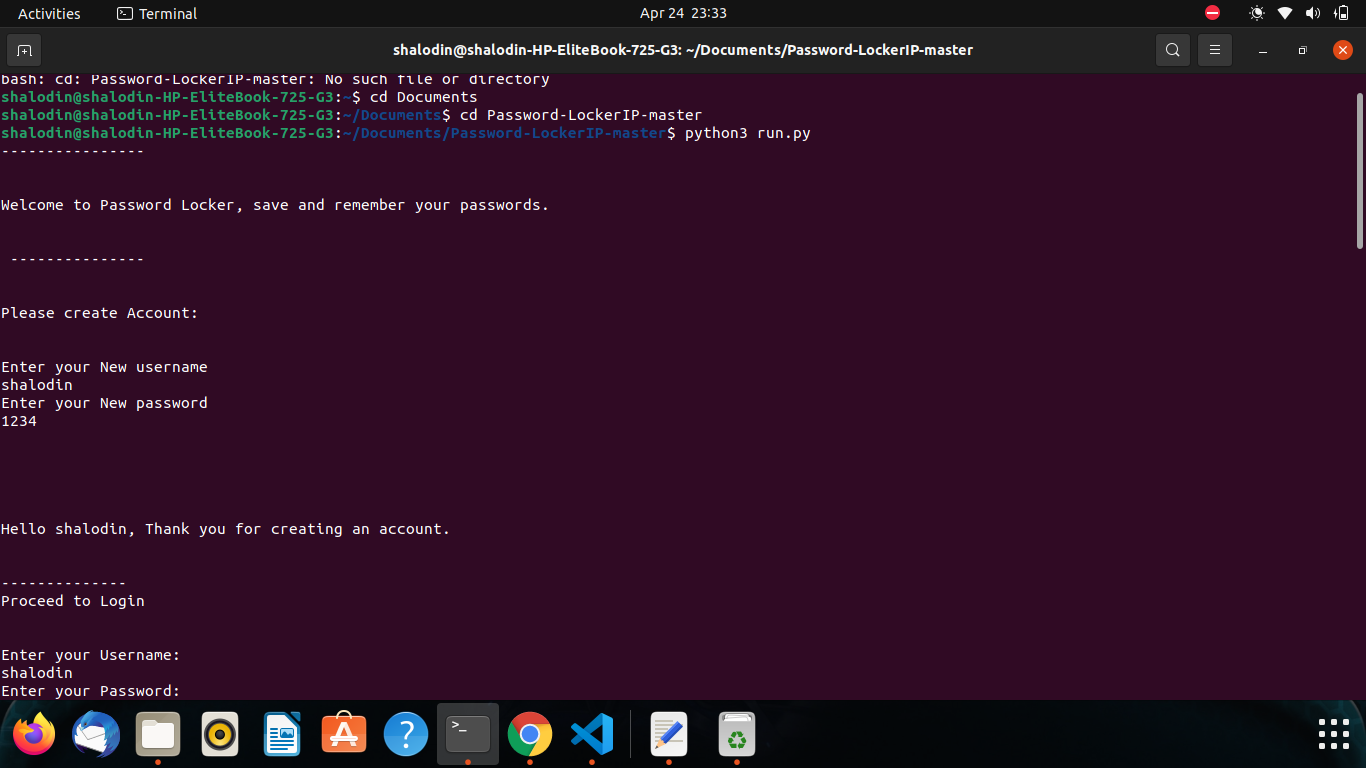 Activities
Terminal
Apr 24 23:33
shalodin@shalodin-HP-EliteBook-725-G3: ~/Documents/Password-LockerIP-master
bash: cd: Password-LockerIP-master: No such file or directory
shalodin@shalodin-HP-EliteBook-725-G3:~$ cd Documents
shalodin@shalodin-HP-EliteBook-725-G3:~/Documents$ cd Password-LockerIP-master
shalodin@shalodin-HP-EliteBook-725-G3:~/Documents/Password-LockerIP-master$ python3 run.py
----------------
Welcome to Password Locker, save and remember your passwords.
---------------
Please create Account:
Enter your New username
shalodin
Enter your New password
1234
Hello shalodin, Thank you for creating an account.
--------------
Proceed to Login
Enter your Username:
shalodin
Enter your Password:
>_